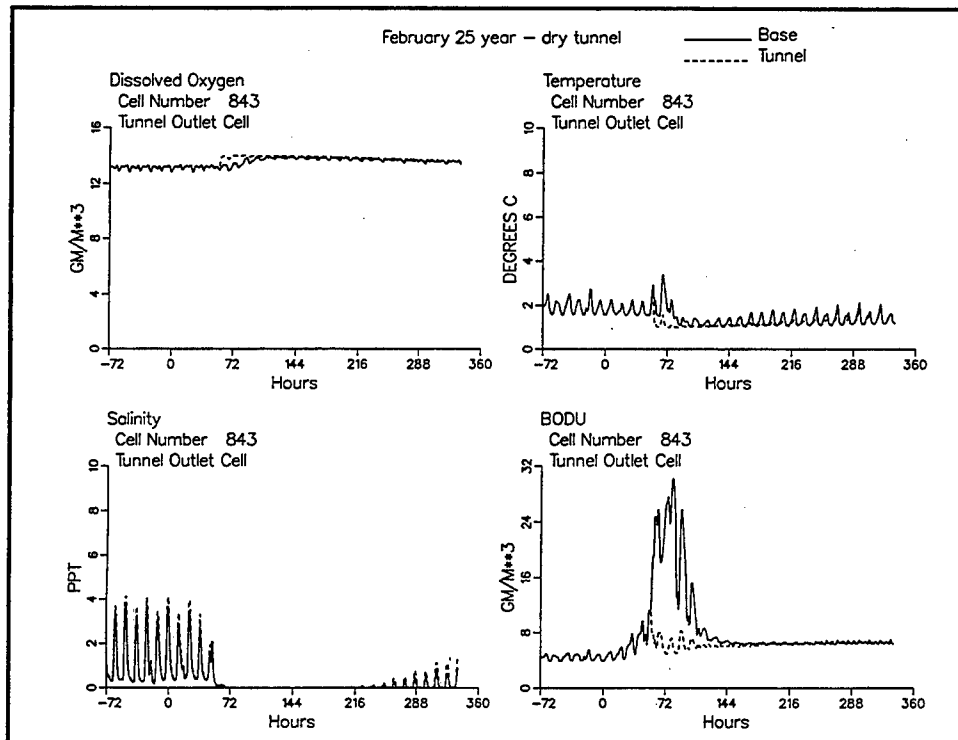 February 25 year – dry tunnel
Base
Tunnel
Dissolved Oxygen
Cell Number 843
Tunnel Outlet Cell
16
12
8
4
0
GM/M**3
-72 0 72 144 216 288 360
Hours
Temperature
Cell Number 843
Tunnel Outlet Cell
10
8
6
4
2
0
DEGREES C
-72 0 72 144 216 288 360
Hours
Salinity
Cell Number 843
Tunnel Outlet Cell
10
8
6
4
2
0
PPT
-72 0 72 144 216 288 360
Hours
BODU
Cell Number 843
Tunnel Outlet Cell
32
24
16
8
0
GM/M**3
-72 0 72 144 216 288 360
Hours